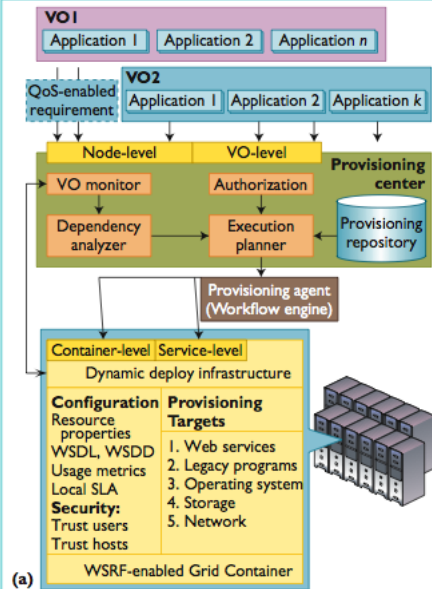 VO1
Application 1
Application 2
Application n
VO2
QoS-enabled
requirement
Application 1
Application 2
Application k
Node-level
VO-level
Provisioning
center
VO monitor
Authorization
Dependency
analyzer
Execution
planner
Provisioning
repository
Provisioning agent
(Workflow engine)
Container-level
Service-level
Dynamic deploy infrastructure
Configuration
Resource
properties
WSDL, WSDD
Usage metrics
Local SLA
Security:
Trust users
Trust hosts
Provisioning
Targets
1. Web services
2. Legacy programs
3. Operating system
4. Storage
5. Network
WSRF-enabled Grid Container
(a)